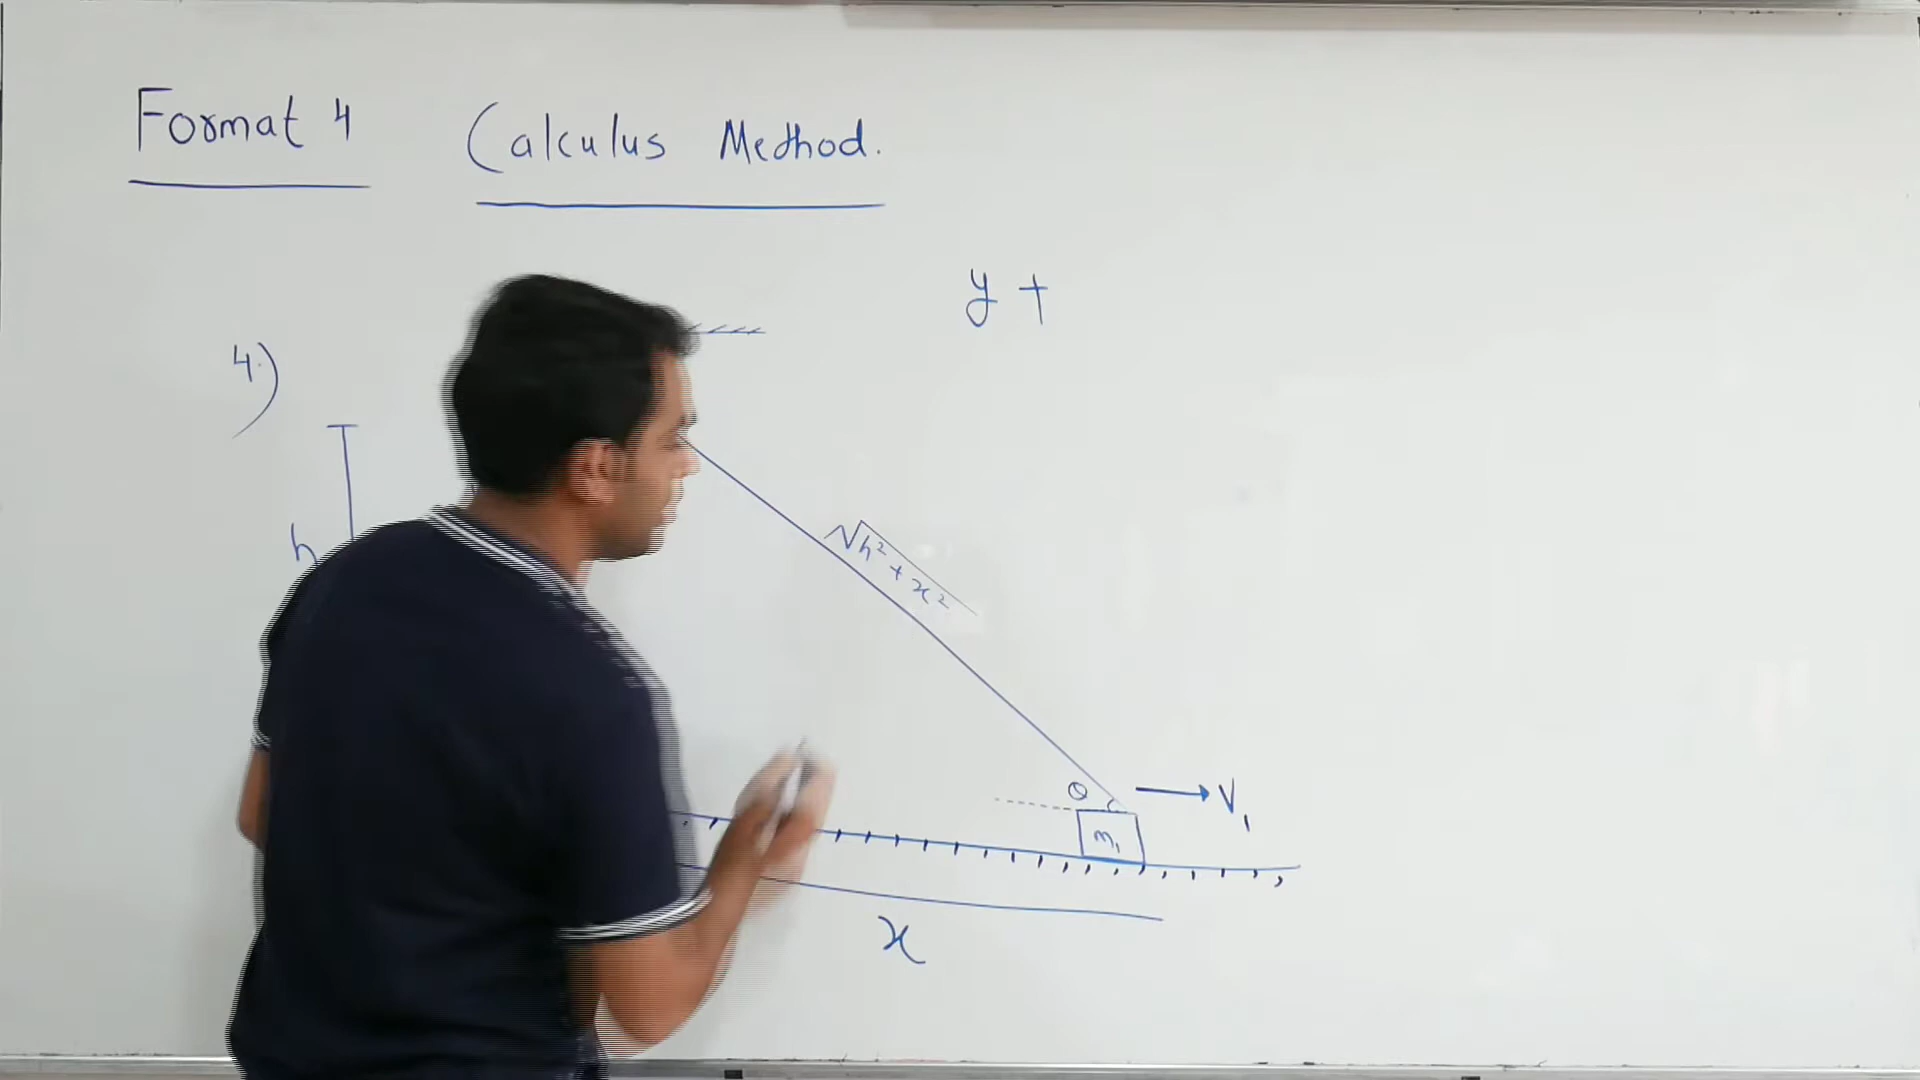 Format 4 Calculus Method.
y +
4.)
h
√h² + x²
θ
V₁
m₁
x